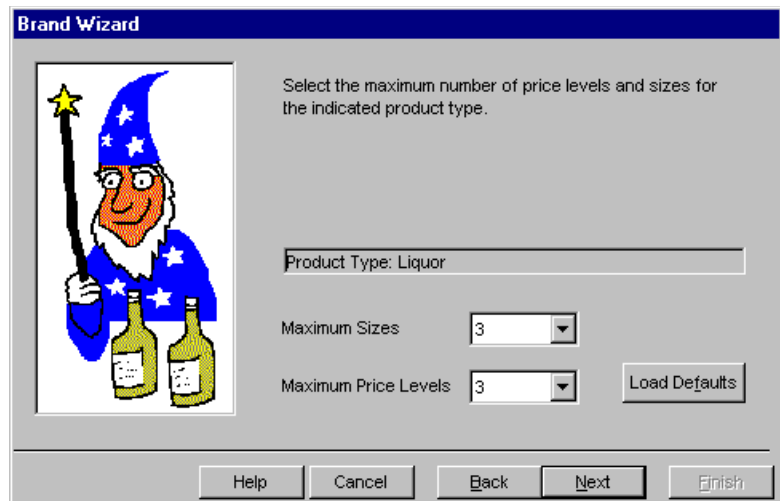 Brand Wizard
Select the maximum number of price levels and sizes for
the indicated product type.
Product Type: Liquor
Maximum Sizes
3
Maximum Price Levels
3
Load Defaults
Help
Cancel
Back
Next
Finish